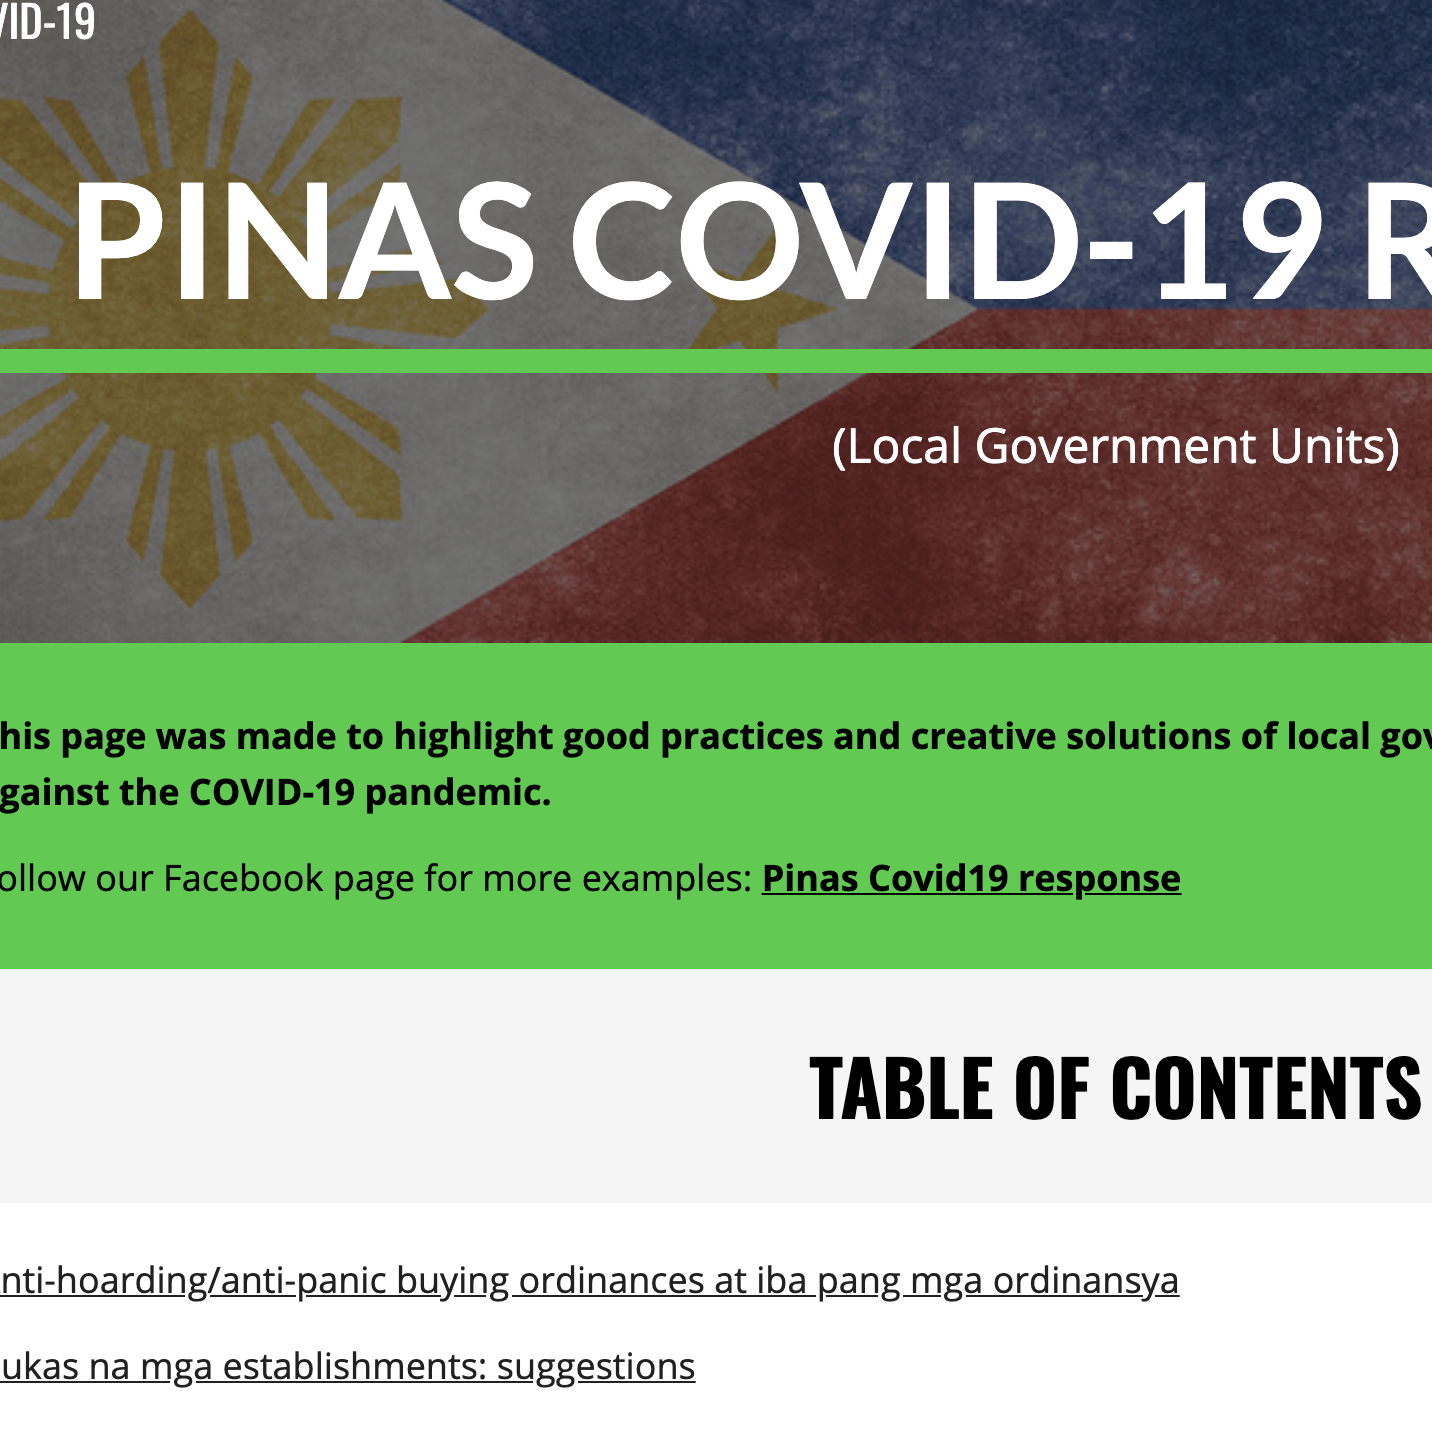 VID-19
PINAS COVID-19 R
(Local Government Units)
his page was made to highlight good practices and creative solutions of local gov
gainst the COVID-19 pandemic.
ollow our Facebook page for more examples: Pinas Covid19 response
TABLE OF CONTENTS
nti-hoarding/anti-panic buying ordinances at iba pang mga ordinansya
ukas na mga establishments: suggestions